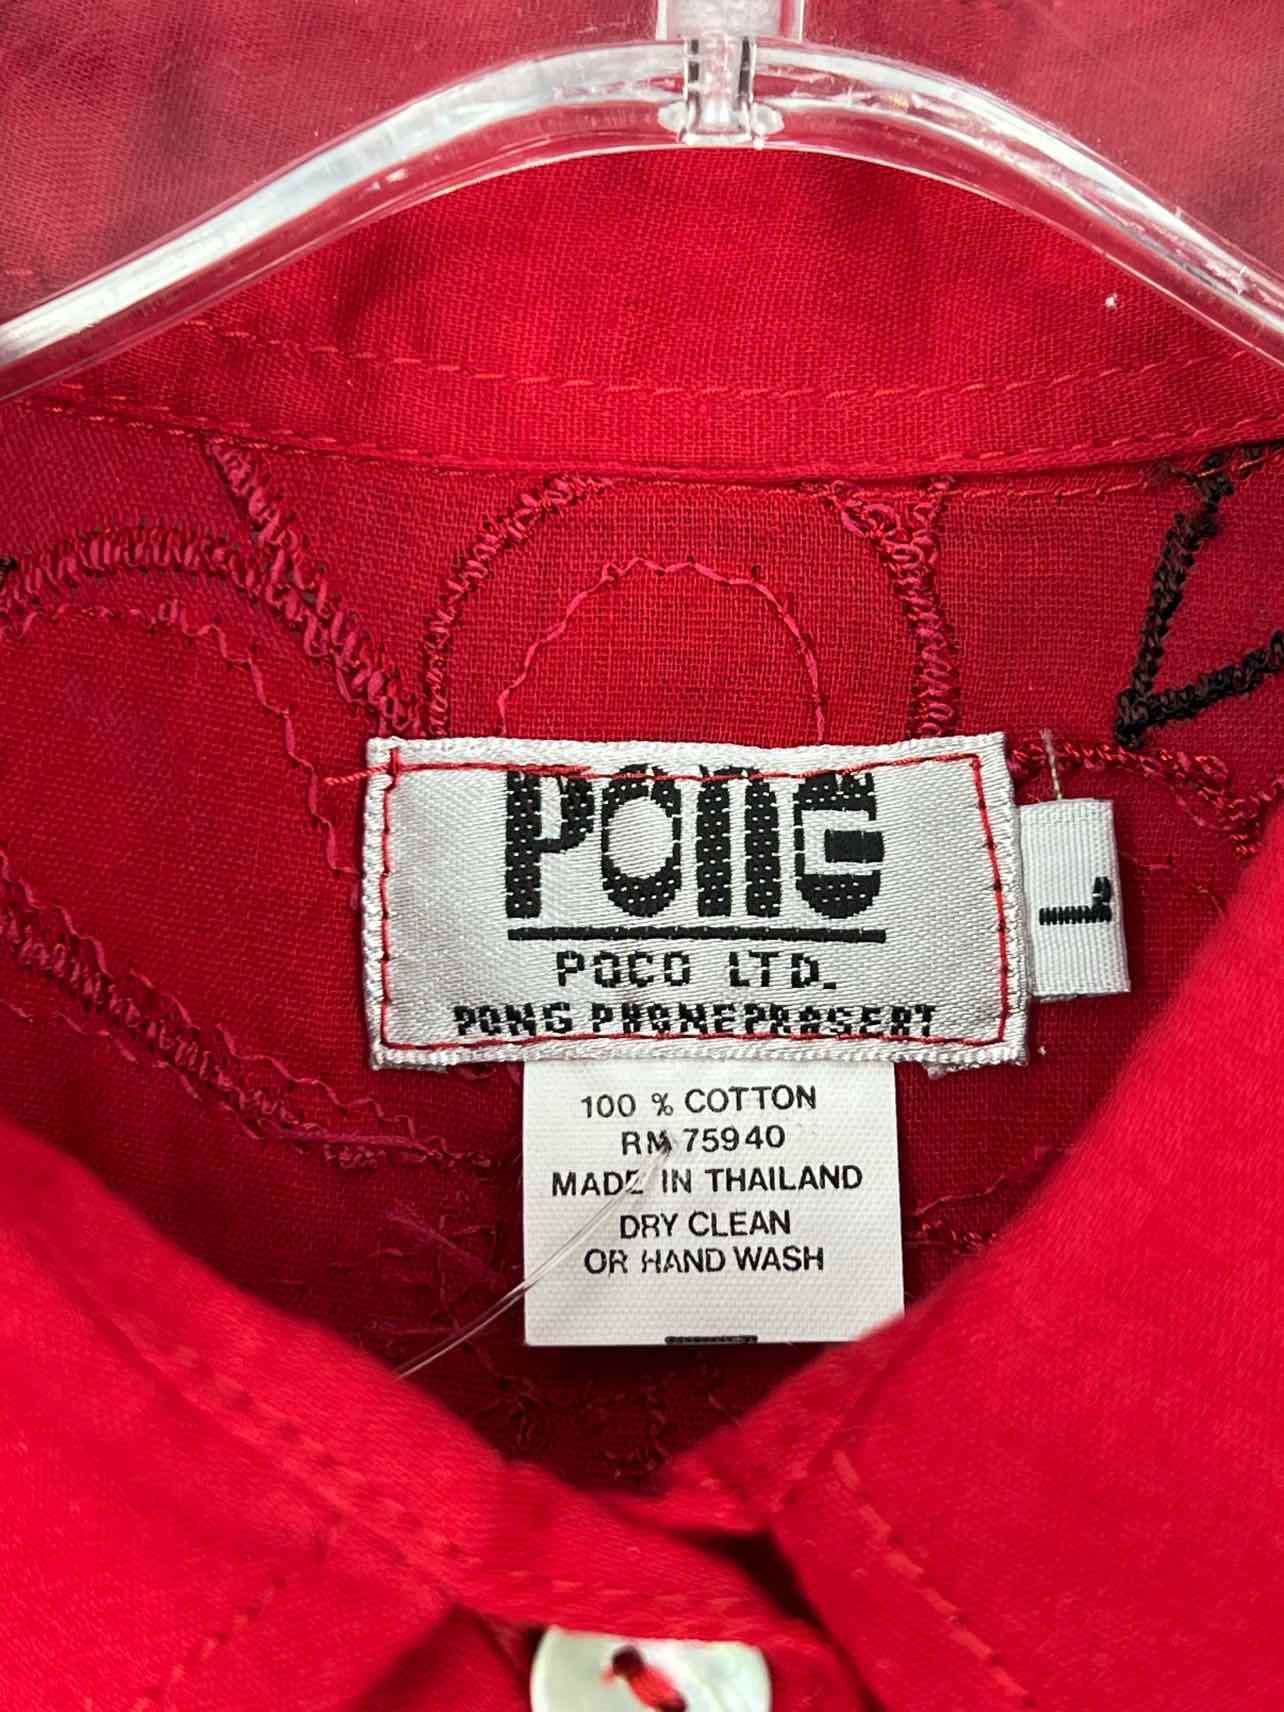 PONG
POCO LTD.
PONG PHONEPRASERT
L
100 % COTTON
RM 75940
MADE IN THAILAND
DRY CLEAN
OR HAND WASH